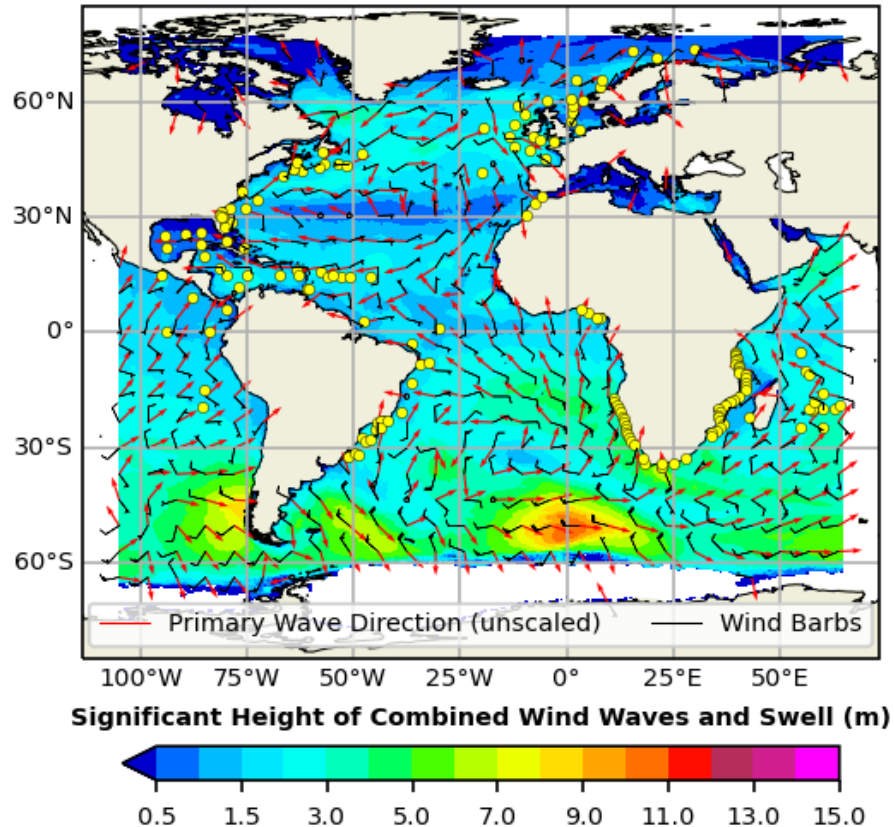 60°N
30°N
0°
30°S
60°S
Primary Wave Direction (unscaled) Wind Barbs
100°W 75°W 50°W 25°W 0° 25°E 50°E
Significant Height of Combined Wind Waves and Swell (m)
0.5 1.5 3.0 5.0 7.0 9.0 11.0 13.0 15.0